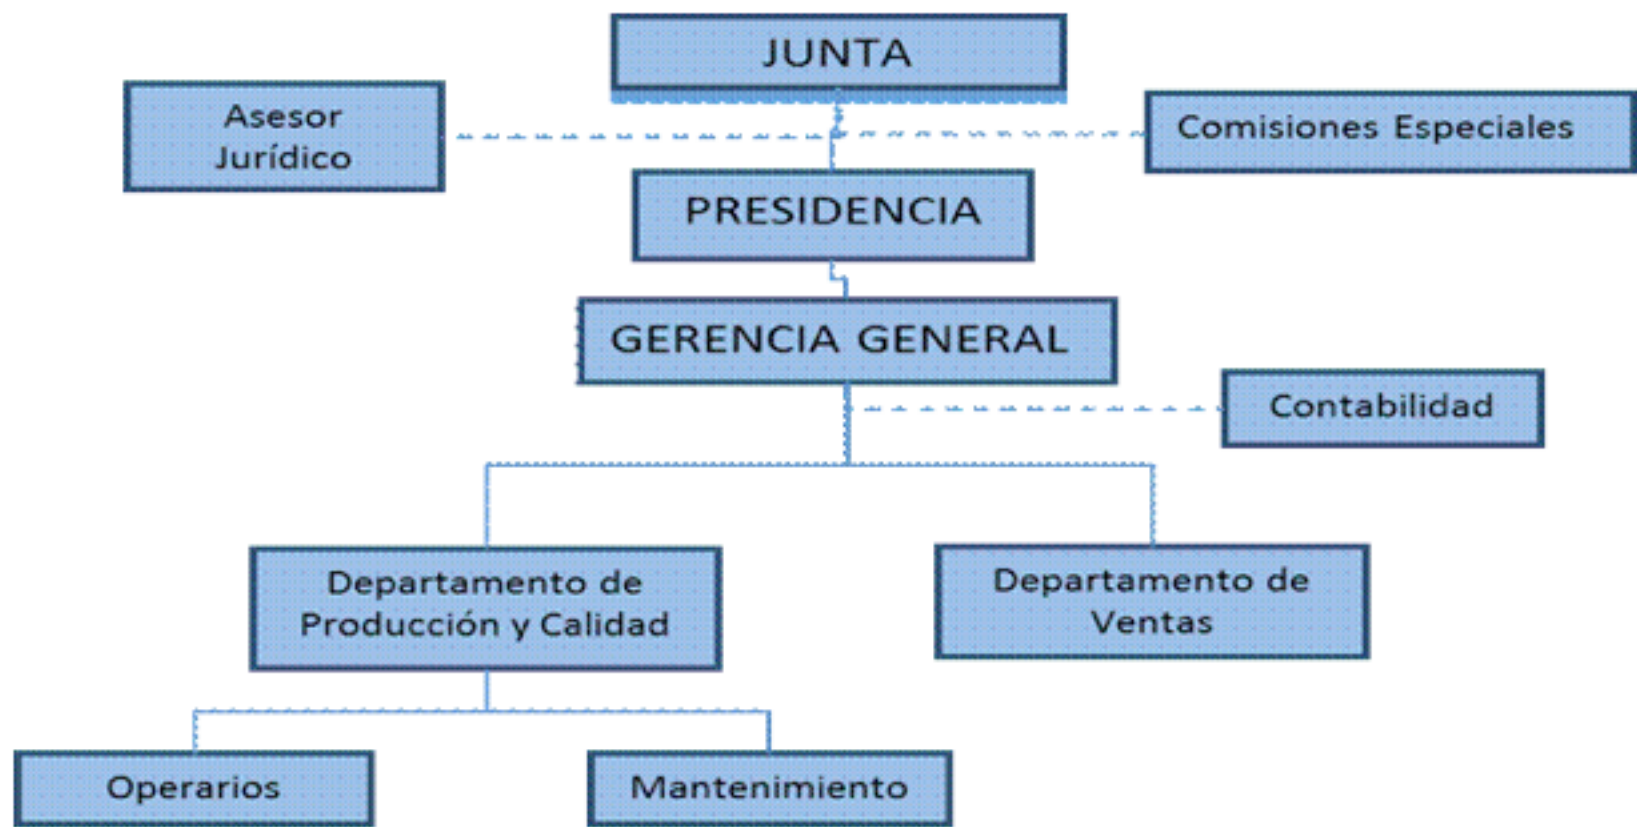 JUNTA
Asesor
Jurídico
Comisiones Especiales
PRESIDENCIA
GERENCIA GENERAL
Contabilidad
Departamento de
Producción y Calidad
Departamento de
Ventas
Operarios
Mantenimiento